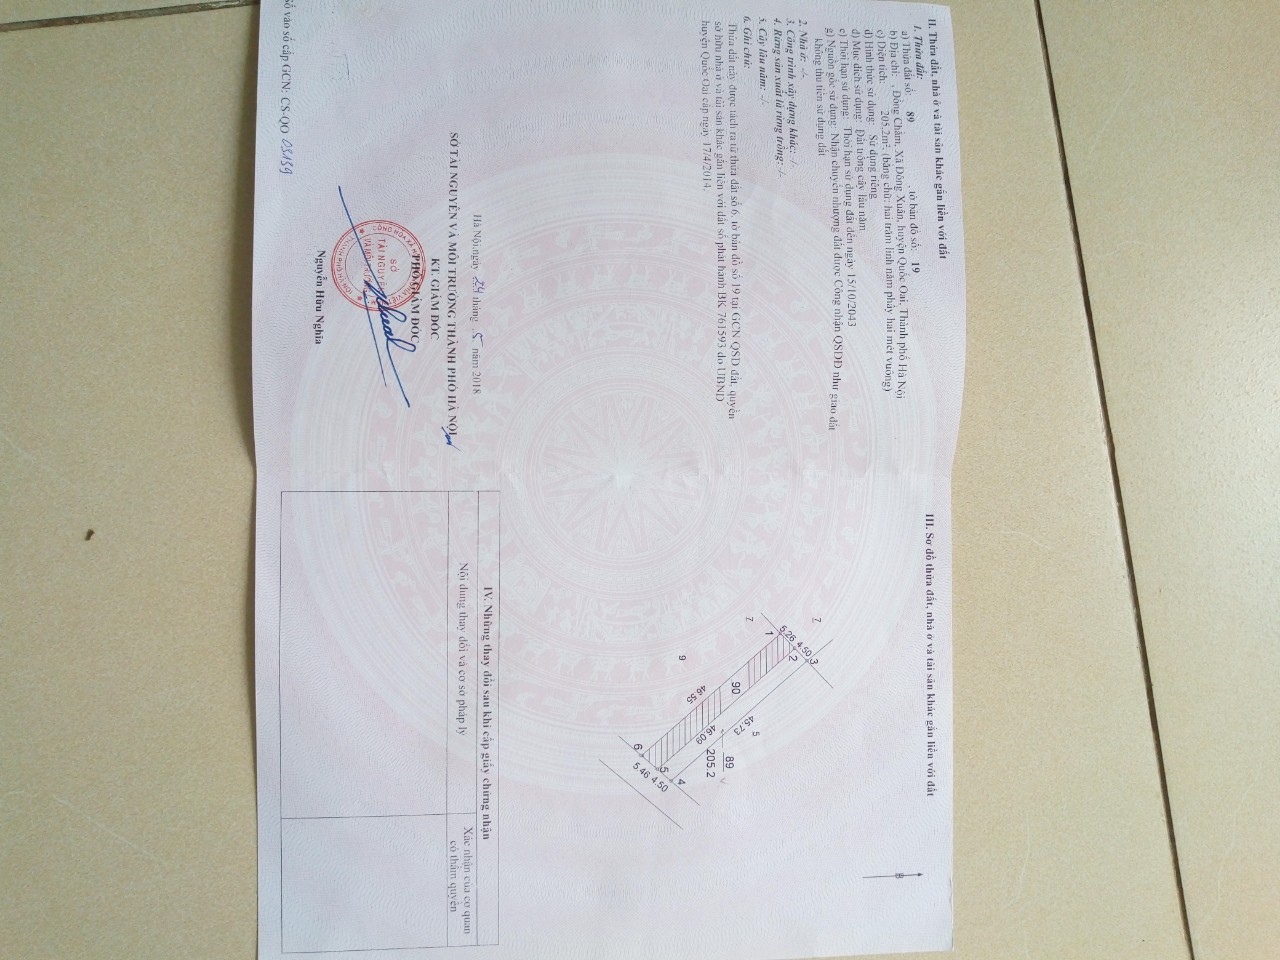 II. Thửa đất, nhà ở và tài sản khác gắn liền với đất
1. Thửa đất:
a) Thửa đất số: 89 , tờ bản đồ số: 19
b) Địa chỉ: , Đồng Chằm, Xã Đông Xuân, huyện Quốc Oai, Thành phố Hà Nội
c) Diện tích: 205.2m², (bằng chữ: hai trăm linh năm phẩy hai mét vuông)
d) Hình thức sử dụng: Sử dụng riêng
đ) Mục đích sử dụng: Đất trồng cây lâu năm
e) Thời hạn sử dụng: Thời hạn sử dụng đất đến ngày 15/10/2043
g) Nguồn gốc sử dụng: Nhận chuyển nhượng đất được Công nhận QSDĐ như giao đất
không thu tiền sử dụng đất
2. Nhà ở: -/-
3. Công trình xây dựng khác: -/-
4. Rừng sản xuất là rừng trồng: -/-
5. Cây lâu năm: -/-
6. Ghi chú:
Thửa đất này được tách ra từ thửa đất số 6, tờ bản đồ số 19 tại GCN QSD đất, quyền
sở hữu nhà ở và tài sản khác gắn liền với đất số phát hành BK 761593 do UBND
huyện Quốc Oai cấp ngày 17/4/2014.
Hà Nội, ngày 24 tháng 5 năm 2018
SỞ TÀI NGUYÊN VÀ MÔI TRƯỜNG THÀNH PHỐ HÀ NỘI
KT. GIÁM ĐỐC
PHÓ GIÁM ĐỐC
SỞ
TÀI NGUYÊN
Nguyễn Hữu Nghĩa
Số vào sổ cấp GCN: CS-QO 03159
III. Sơ đồ thửa đất, nhà ở và tài sản khác gắn liền với đất
B
7
7
1
5.26
2
4.50
3
9
90
46.55
46.09
45.73
5
89
205.2
6
5.46
5
4.50
4
IV. Những thay đổi sau khi cấp giấy chứng nhận
Nội dung thay đổi và cơ sở pháp lý
Xác nhận của cơ quan
có thẩm quyền